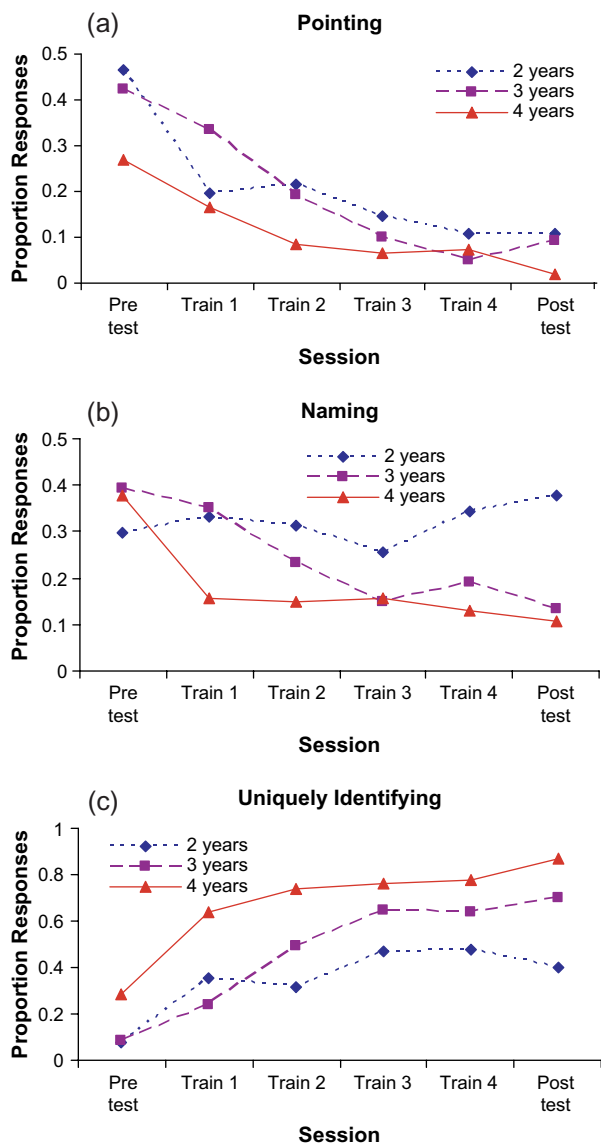 (a)
Pointing
Proportion Responses
0.5
0.4
0.3
0.2
0.1
0
2 years
3 years
4 years
Pre test
Train 1
Train 2
Train 3
Train 4
Post test
Session
(b)
Naming
Proportion Responses
0.5
0.4
0.3
0.2
0.1
0
2 years
3 years
4 years
Pre test
Train 1
Train 2
Train 3
Train 4
Post test
Session
(c)
Uniquely Identifying
Proportion Responses
1
0.8
0.6
0.4
0.2
0
2 years
3 years
4 years
Pre test
Train 1
Train 2
Train 3
Train 4
Post test
Session